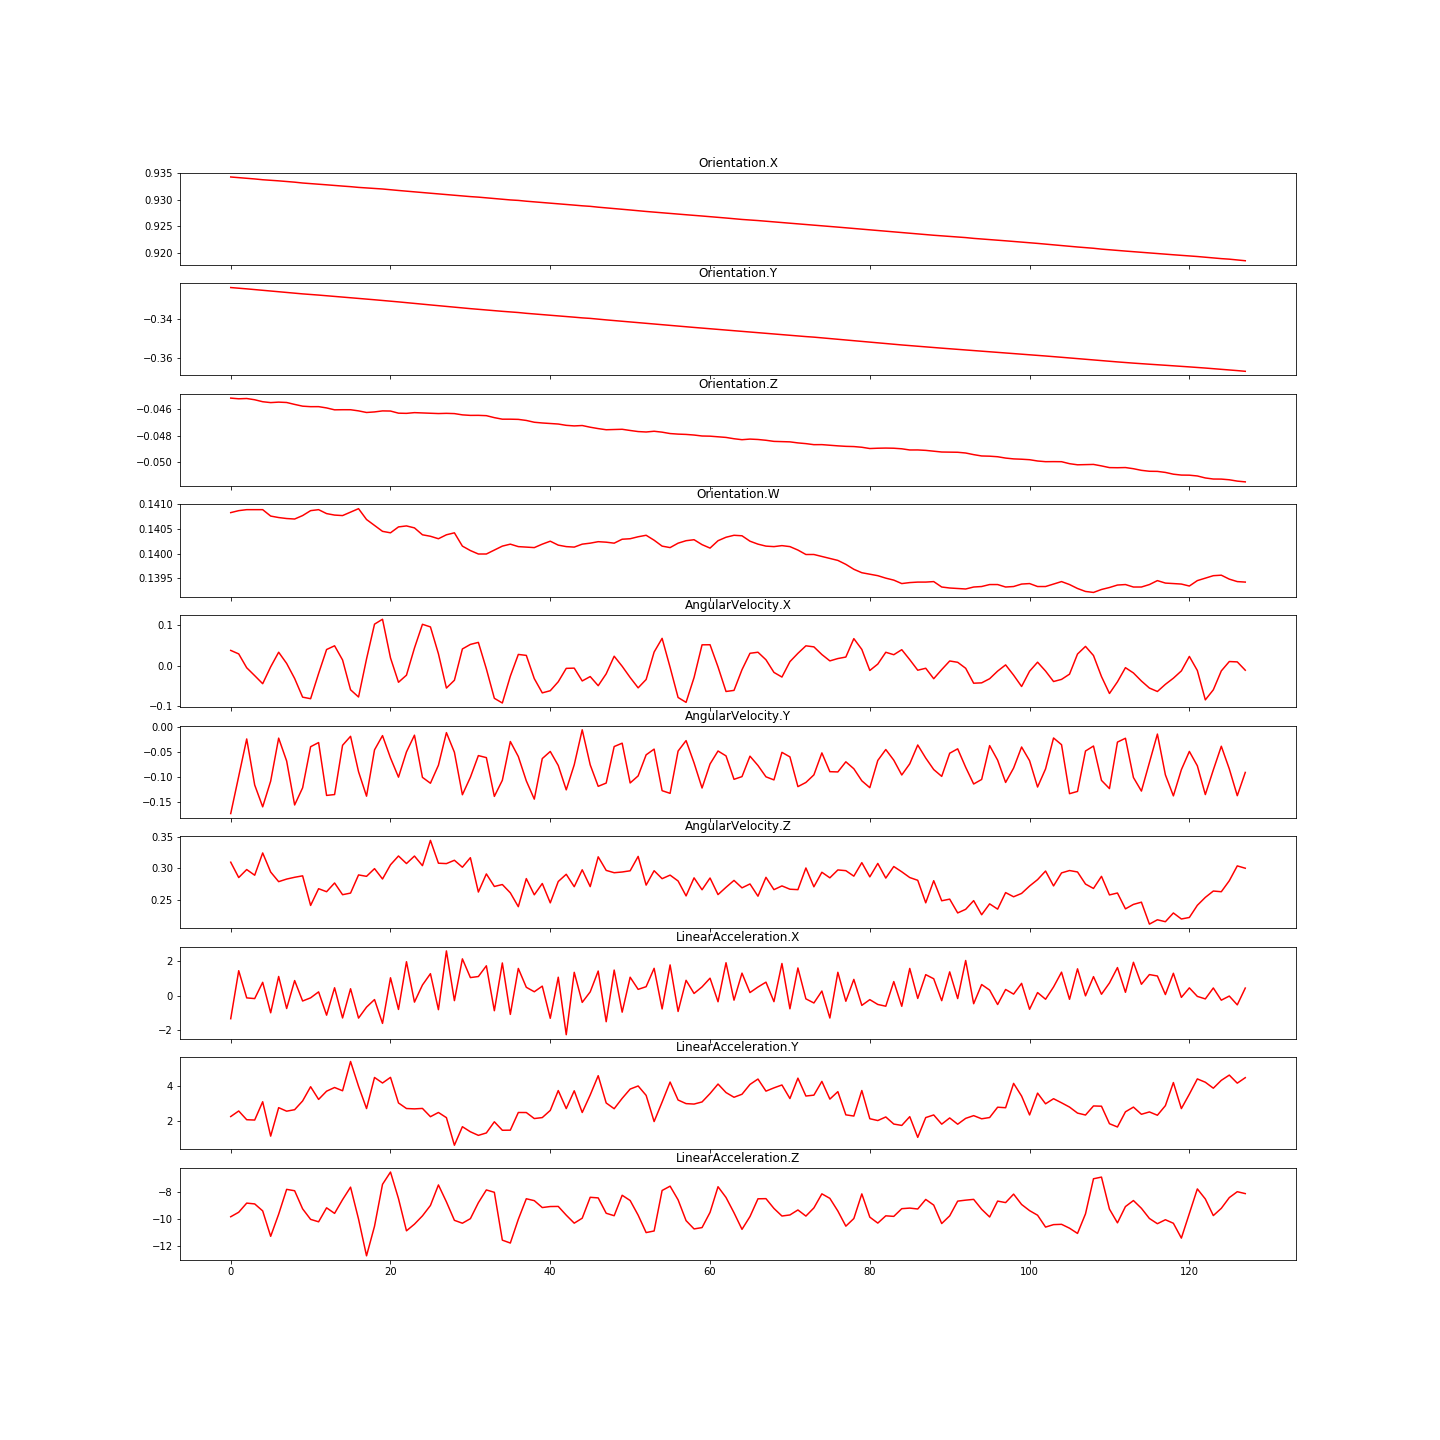 Orientation.X
0.935
0.930
0.925
0.920
Orientation.Y
−0.34
−0.36
Orientation.Z
−0.046
−0.048
−0.050
Orientation.W
0.1410
0.1405
0.1400
0.1395
AngularVelocity.X
0.1
0.0
−0.1
AngularVelocity.Y
0.00
−0.05
−0.10
−0.15
AngularVelocity.Z
0.35
0.30
0.25
LinearAcceleration.X
2
0
−2
LinearAcceleration.Y
4
2
LinearAcceleration.Z
−8
−10
−12
0 20 40 60 80 100 120